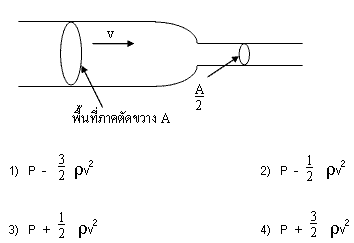 v
A/2
พื้นที่ภาคตัดขวาง A
1) P - 3/2 ρv²
2) P - 1/2 ρv²
3) P + 1/2 ρv²
4) P + 3/2 ρv²